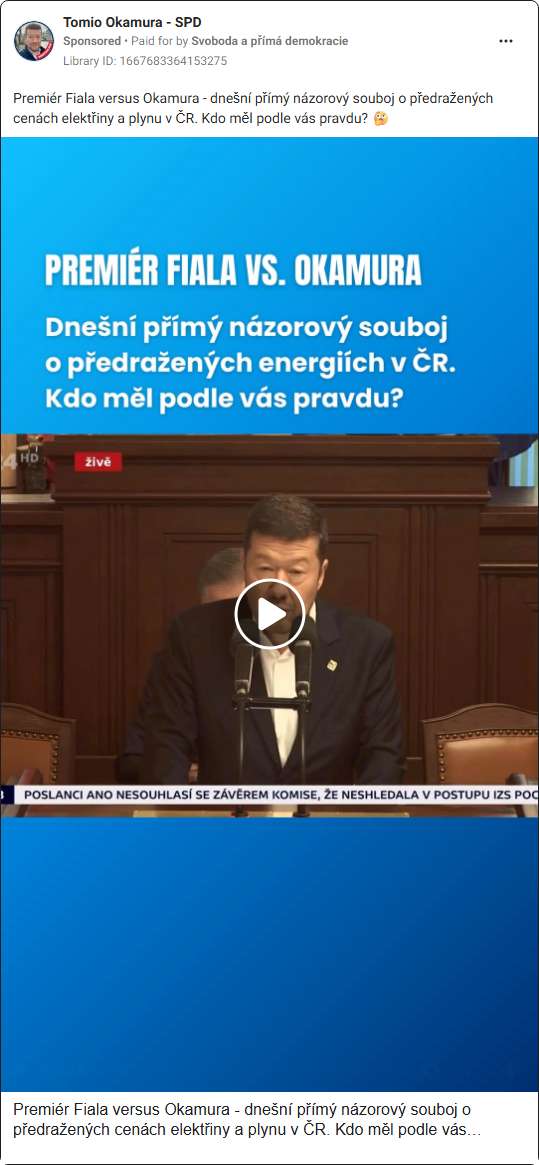 Tomio Okamura - SPD
Sponsored • Paid for by Svoboda a přímá demokracie
Library ID: 1667683364153275
Premiér Fiala versus Okamura - dnešní přímý názorový souboj o předražených
cenách elektřiny a plynu v ČR. Kdo měl podle vás pravdu? 🤔
PREMIÉR FIALA VS. OKAMURA
Dnešní přímý názorový souboj
o předražených energiích v ČR.
Kdo měl podle vás pravdu?
24 HD
živě
POSLANCI ANO NESOUHLASÍ SE ZÁVĚREM KOMISE, ŽE NESHLEDALA V POSTUPU IZS POC
Premiér Fiala versus Okamura - dnešní přímý názorový souboj o
předražených cenách elektřiny a plynu v ČR. Kdo měl podle vás…